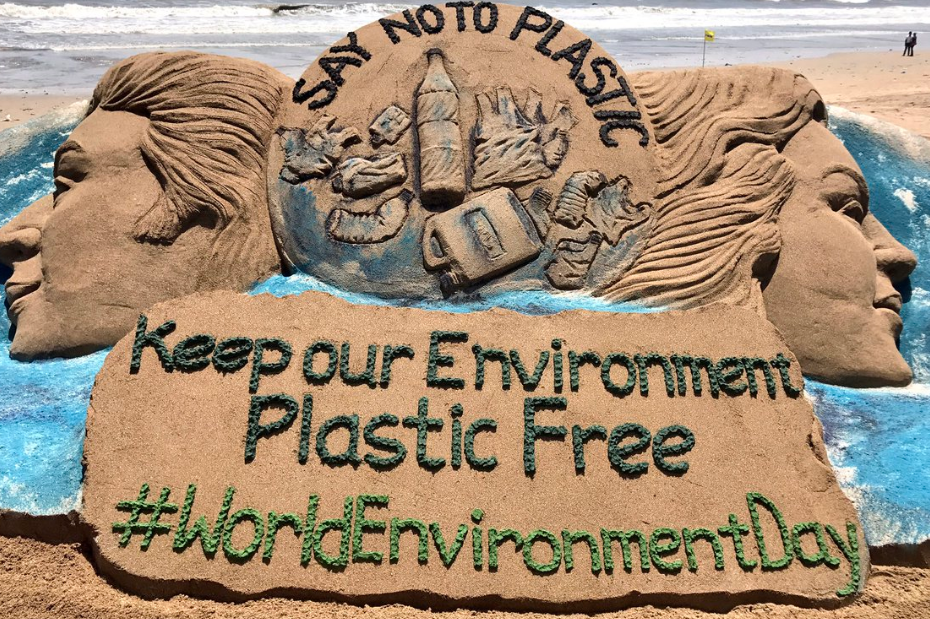 SAY NO TO PLASTIC
Keep our Environment
Plastic Free
#WorldEnvironmentDay